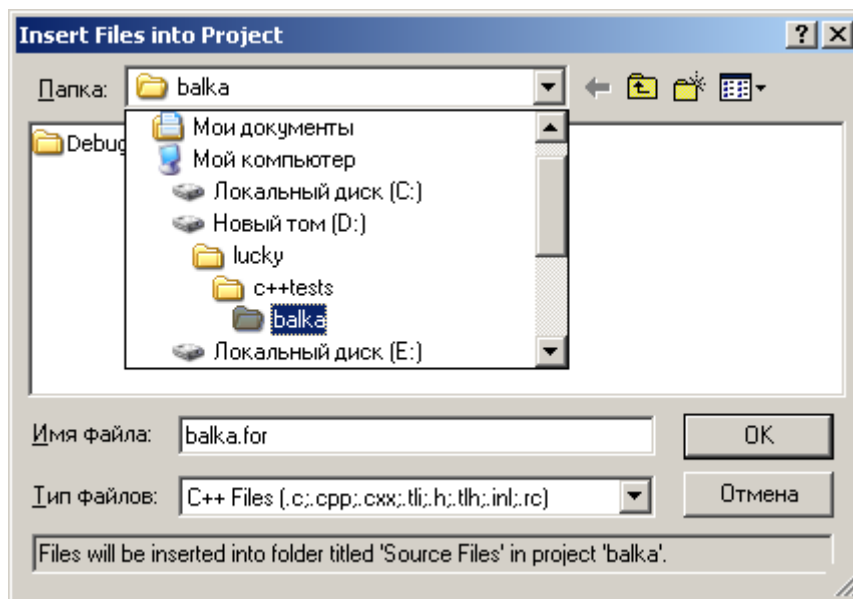 Insert Files into Project
Папка: balka
Debug
Мои документы
Мой компьютер
Локальный диск (C:)
Новый том (D:)
lucky
c++tests
balka
Локальный диск (E:)
Имя файла: balka.for OK
Тип файлов: C++ Files (.c;.cpp;.cxx;.tli;.h;.tlh;.inl;.rc) Отмена
Files will be inserted into folder titled 'Source Files' in project 'balka'.